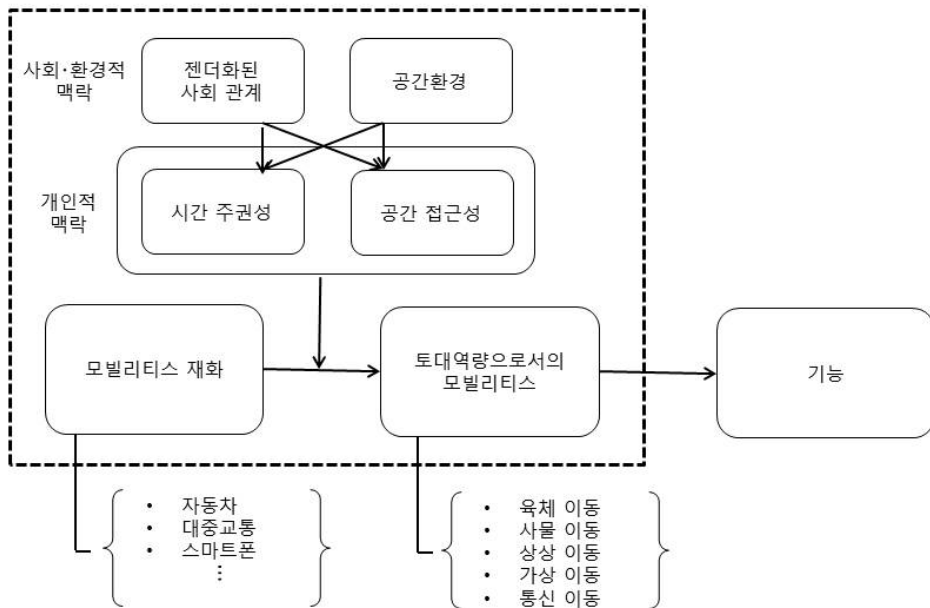 사회·환경적
맥락
젠더화된
사회 관계
공간환경
개인적
맥락
시간 주권성
공간 접근성
모빌리티스 재화
토대역량으로서의
모빌리티스
기능
• 자동차
• 대중교통
• 스마트폰
⋮
• 육체 이동
• 사물 이동
• 상상 이동
• 가상 이동
• 통신 이동